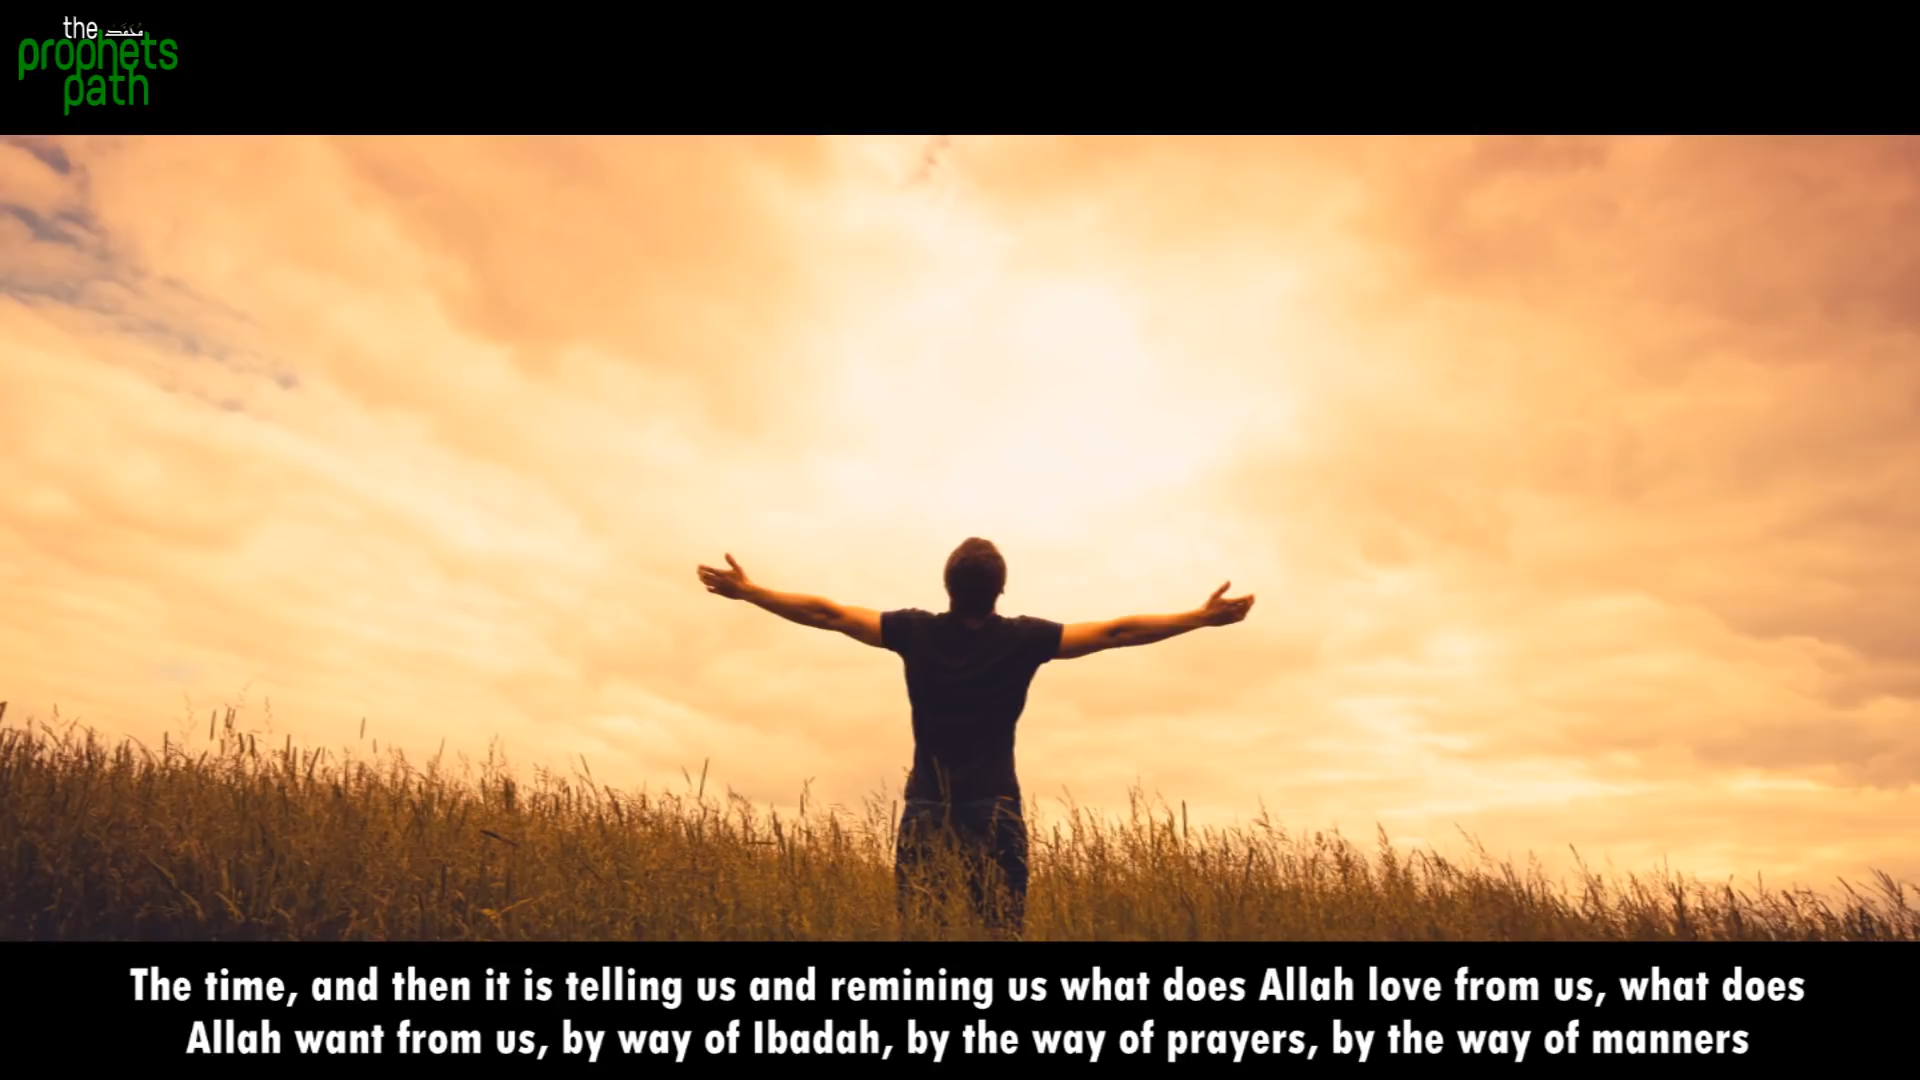 the
prophets
path
The time, and then it is telling us and remining us what does Allah love from us, what does
Allah want from us, by way of Ibadah, by the way of prayers, by the way of manners